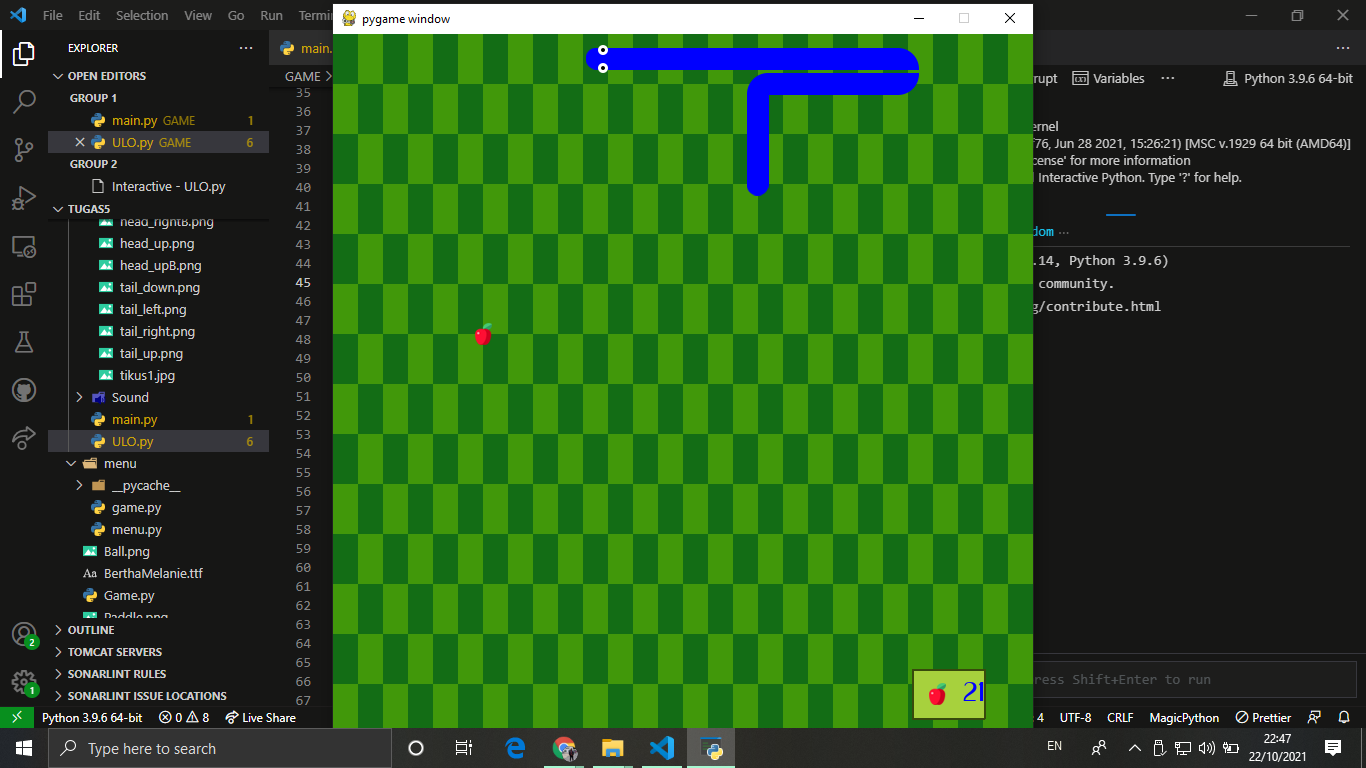 File Edit Selection View Go Run Termin
pygame window
EXPLORER
OPEN EDITORS
GROUP 1
main.py GAME 1
ULO.py GAME 6
GROUP 2
Interactive - ULO.py
TUGAS5
head_rightB.png
head_up.png
head_upB.png
tail_down.png
tail_left.png
tail_right.png
tail_up.png
tikus1.jpg
Sound
main.py 1
ULO.py 6
menu
__pycache__
game.py
menu.py
Ball.png
Aa BerthaMelanie.ttf
Game.py
Paddle.png
OUTLINE
TOMCAT SERVERS
SONARLINT RULES
SONARLINT ISSUE LOCATIONS
2
1
main.
GAME
35
36
37
38
39
40
41
42
43
44
45
46
47
48
49
50
51
52
53
54
55
56
57
58
59
60
61
62
63
64
65
66
67
21
rupt Variables Python 3.9.6 64-bit
ernel
f76, Jun 28 2021, 15:26:21) [MSC v.1929 64 bit (AMD64)]
cense' for more information
Interactive Python. Type '?' for help.
dom ...
.14, Python 3.9.6)
community.
g/contribute.html
ress Shift+Enter to run
Python 3.9.6 64-bit 0 8 Live Share
4 UTF-8 CRLF MagicPython Prettier
Type here to search
EN
22:47
22/10/2021